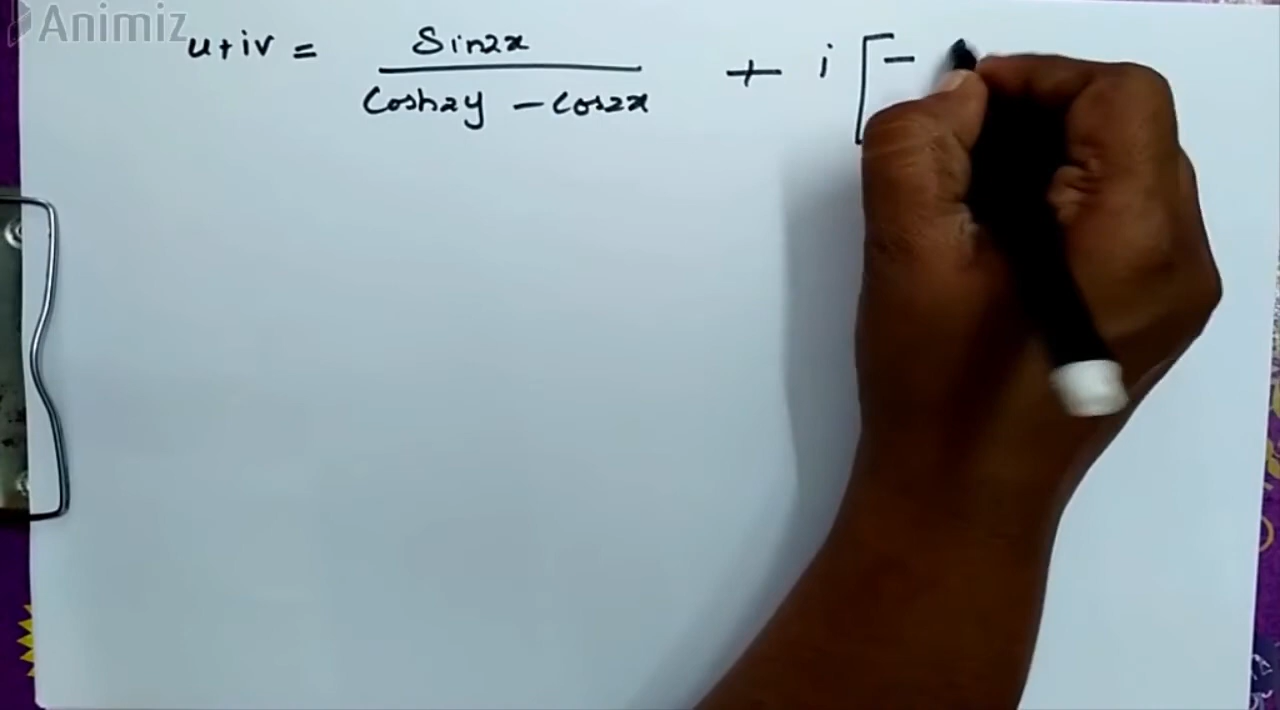 Animiz
u + iv = sin2x / cosh2y - cos2x + i [ -